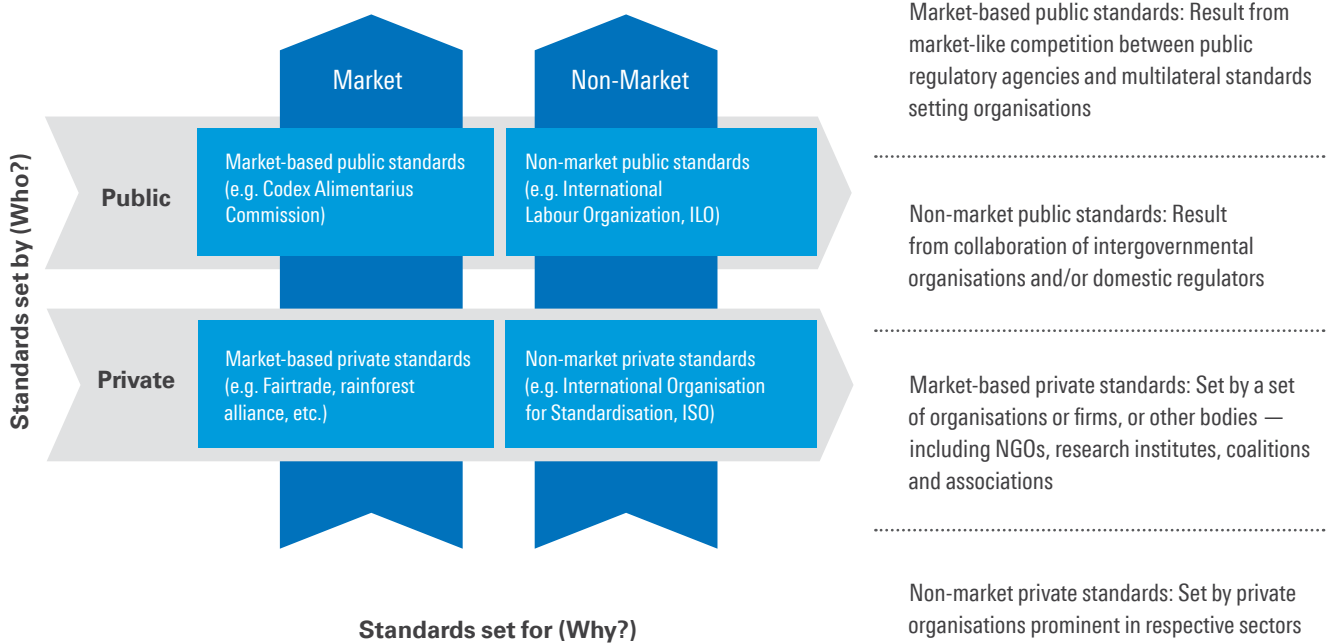 Market
Non-Market
Standards set by (Who?)
Public
Market-based public standards
(e.g. Codex Alimentarius
Commission)
Non-market public standards
(e.g. International
Labour Organization, ILO)
Private
Market-based private standards
(e.g. Fairtrade, rainforest
alliance, etc.)
Non-market private standards
(e.g. International Organisation
for Standardisation, ISO)
Standards set for (Why?)
Market-based public standards: Result from
market-like competition between public
regulatory agencies and multilateral standards
setting organisations
Non-market public standards: Result
from collaboration of intergovernmental
organisations and/or domestic regulators
Market-based private standards: Set by a set
of organisations or firms, or other bodies —
including NGOs, research institutes, coalitions
and associations
Non-market private standards: Set by private
organisations prominent in respective sectors